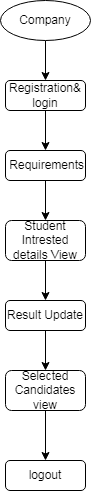 Company
Registration&
login
Requirements
Student
Intrested
details View
Result Update
Selected
Candidates
view
logout